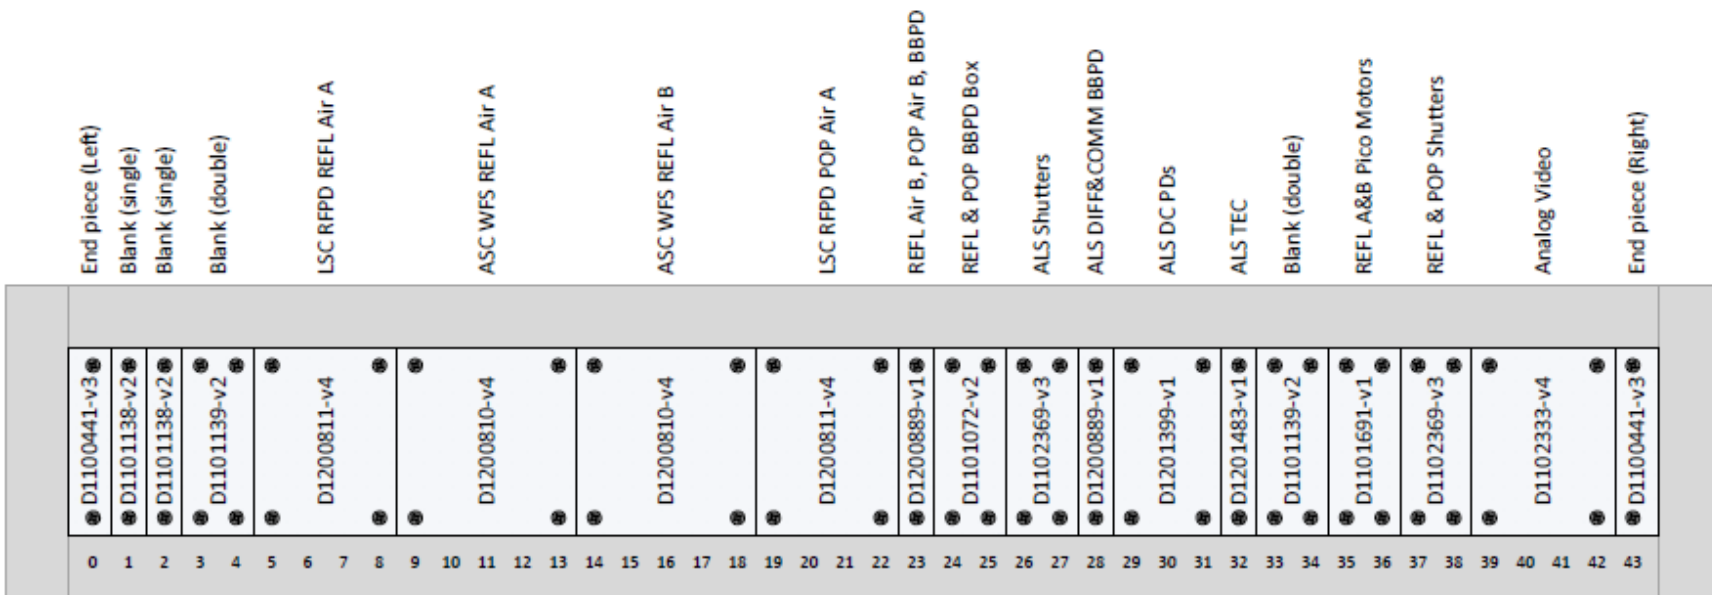 End piece (Left)
Blank (single)
Blank (single)
Blank (double)
LSC RFPD REFL Air A
ASC WFS REFL Air A
ASC WFS REFL Air B
LSC RFPD POP Air A
REFL Air B, POP Air B, BBPD
REFL & POP BBPD Box
ALS Shutters
ALS DIFF&COMM BBPD
ALS DC PDs
ALS TEC
Blank (double)
REFL A&B Pico Motors
REFL & POP Shutters
Analog Video
End piece (Right)
D1100441-v3
D1101138-v2
D1101138-v2
D1101139-v2
D1200811-v4
D1200810-v4
D1200810-v4
D1200811-v4
D1200889-v1
D1101072-v2
D1102369-v3
D1200889-v1
D1201399-v1
D1201483-v1
D1101139-v2
D1101691-v1
D1102369-v3
D1102333-v4
D1100441-v3
0 1 2 3 4 5 6 7 8 9 10 11 12 13 14 15 16 17 18 19 20 21 22 23 24 25 26 27 28 29 30 31 32 33 34 35 36 37 38 39 40 41 42 43